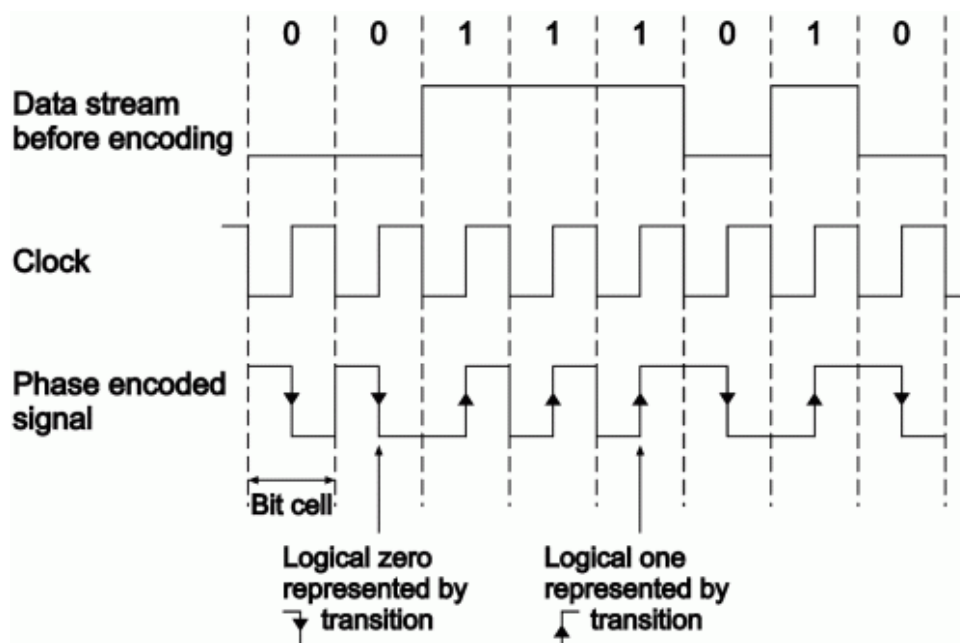 0 0 1 1 1 0 1 0
Data stream
before encoding
Clock
Phase encoded
signal
Bit cell
Logical zero
represented by
transition
Logical one
represented by
transition